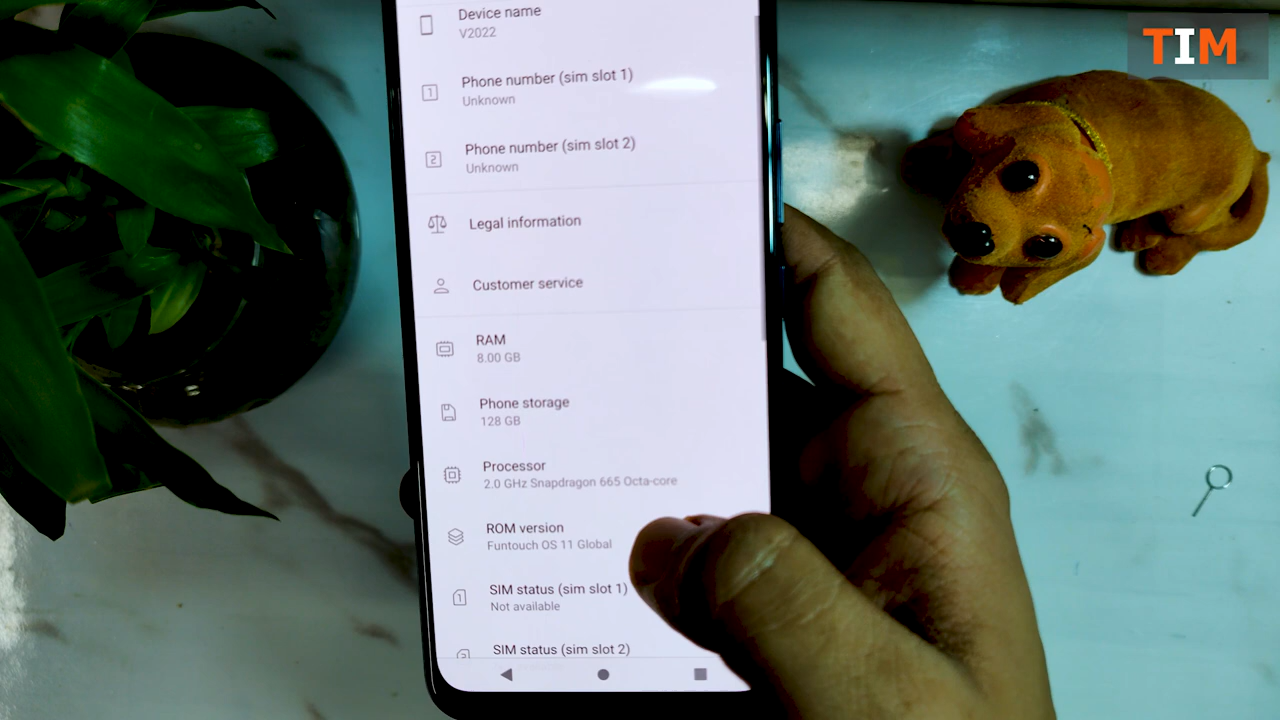 TIM
Device name
V2022
Phone number (sim slot 1)
Unknown
Phone number (sim slot 2)
Unknown
Legal information
Customer service
RAM
8.00 GB
Phone storage
128 GB
Processor
2.0 GHz Snapdragon 665 Octa-core
ROM version
Funtouch OS 11 Global
SIM status (sim slot 1)
Not available
SIM status (sim slot 2)